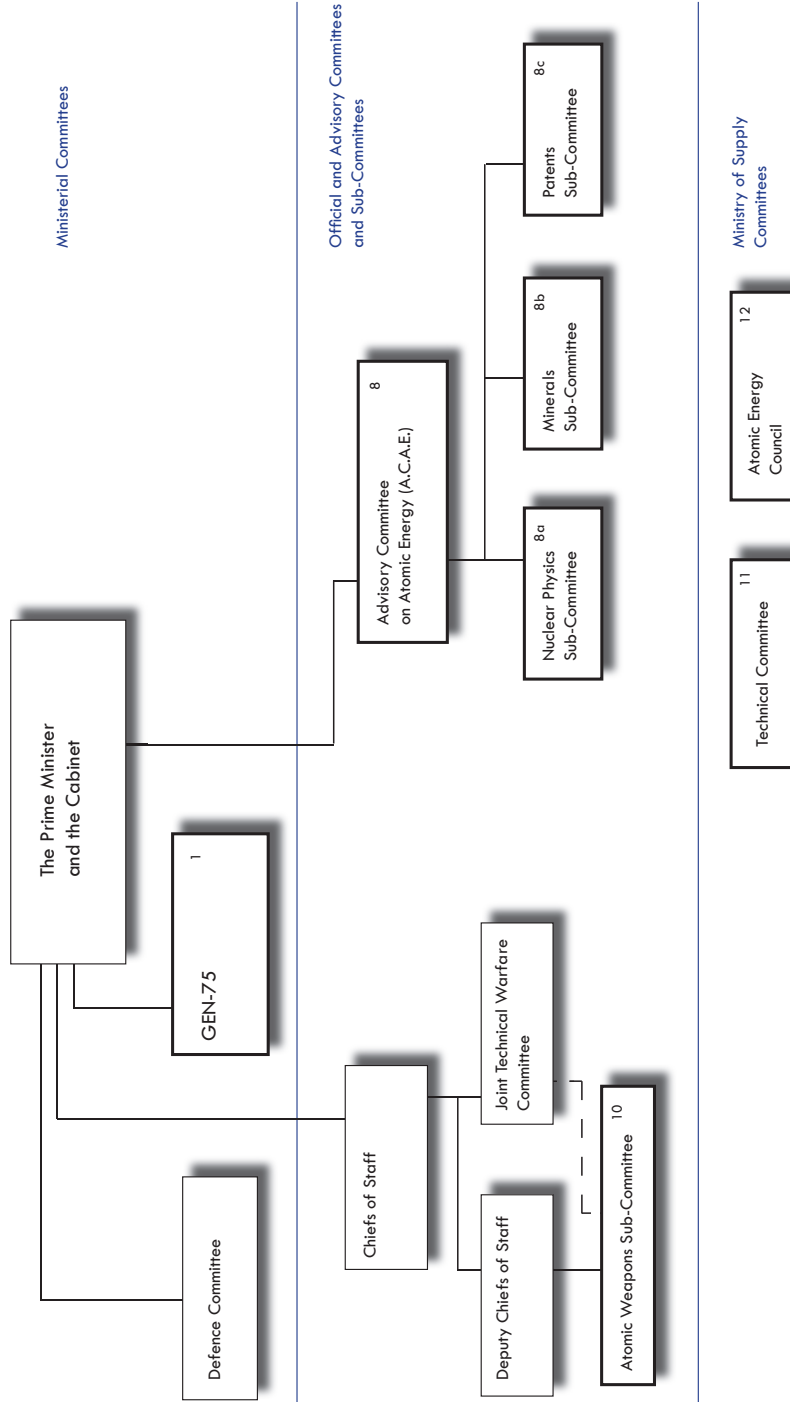 Ministerial Committees
The Prime Minister
and the Cabinet
GEN-75
1
Defence Committee
Official and Advisory Committees
and Sub-Committees
Chiefs of Staff
Advisory Committee
on Atomic Energy (A.C.A.E.)
8
Deputy Chiefs of Staff
Joint Technical Warfare
Committee
Nuclear Physics
Sub-Committee
8a
Minerals
Sub-Committee
8b
Patents
Sub-Committee
8c
Atomic Weapons Sub-Committee
10
Ministry of Supply
Committees
Technical Committee
11
Atomic Energy
Council
12